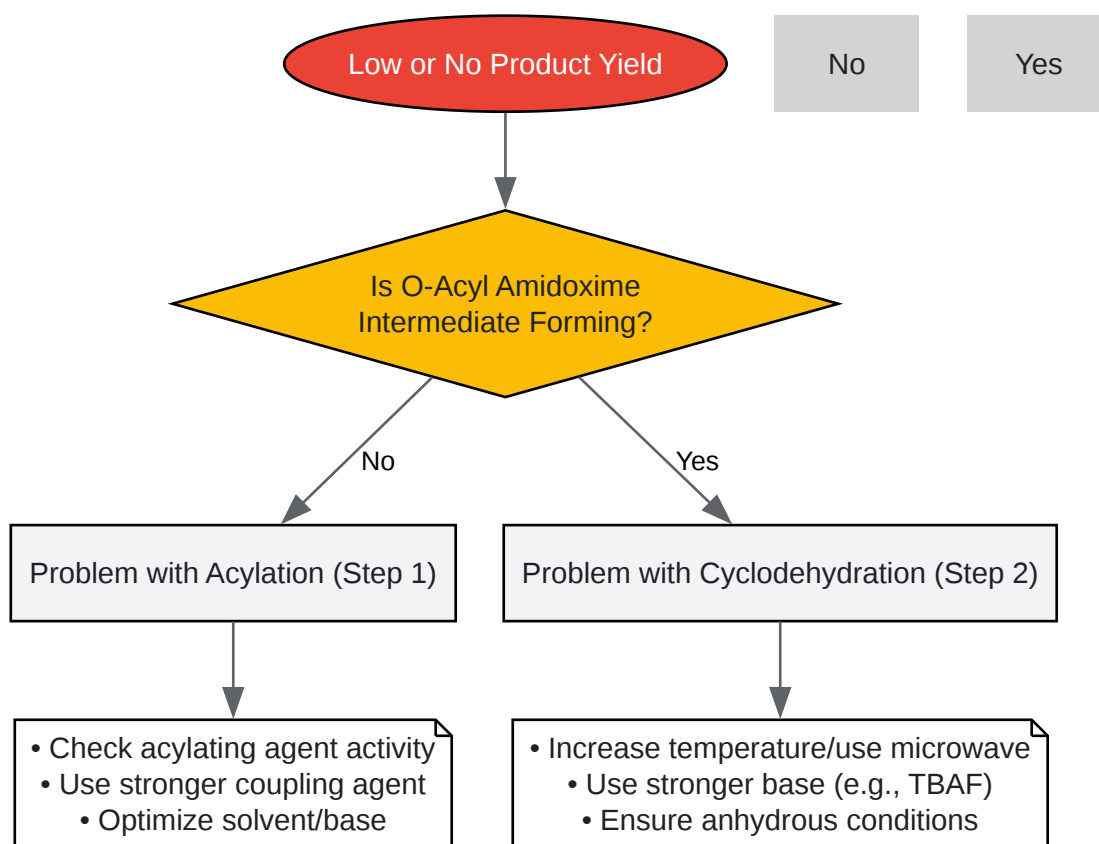 Low or No Product Yield
No
Yes
Is O-Acyl Amidoxime
Intermediate Forming?
No
Yes
Problem with Acylation (Step 1)
Problem with Cyclodehydration (Step 2)
• Check acylating agent activity
• Use stronger coupling agent
• Optimize solvent/base
• Increase temperature/use microwave
• Use stronger base (e.g., TBAF)
• Ensure anhydrous conditions